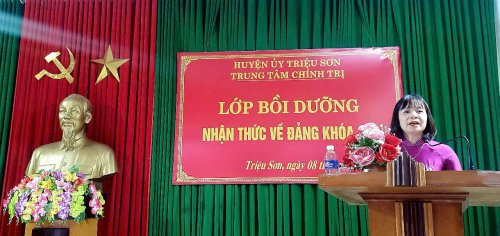 HUYỆN ỦY TRIỆU SƠN
TRUNG TÂM CHÍNH TRỊ
LỚP BỒI DƯỠNG
NHẬN THỨC VỀ ĐẢNG KHÓA
Triệu Sơn, ngày 08